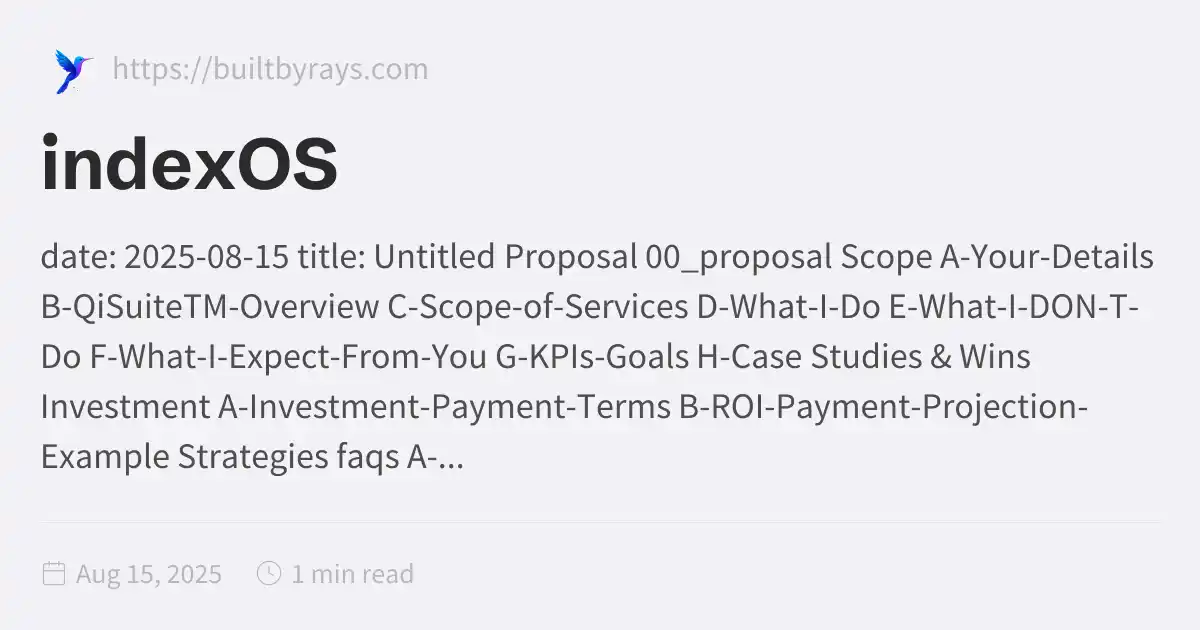 https://builtbyrays.com
indexOS
date: 2025-08-15 title: Untitled Proposal 00_proposal Scope A-Your-Details
B-QiSuiteTM-Overview C-Scope-of-Services D-What-I-Do E-What-I-DON-T-
Do F-What-I-Expect-From-You G-KPIs-Goals H-Case Studies & Wins
Investment A-Investment-Payment-Terms B-ROI-Payment-Projection-
Example Strategies faqs A-...
Aug 15, 2025 1 min read